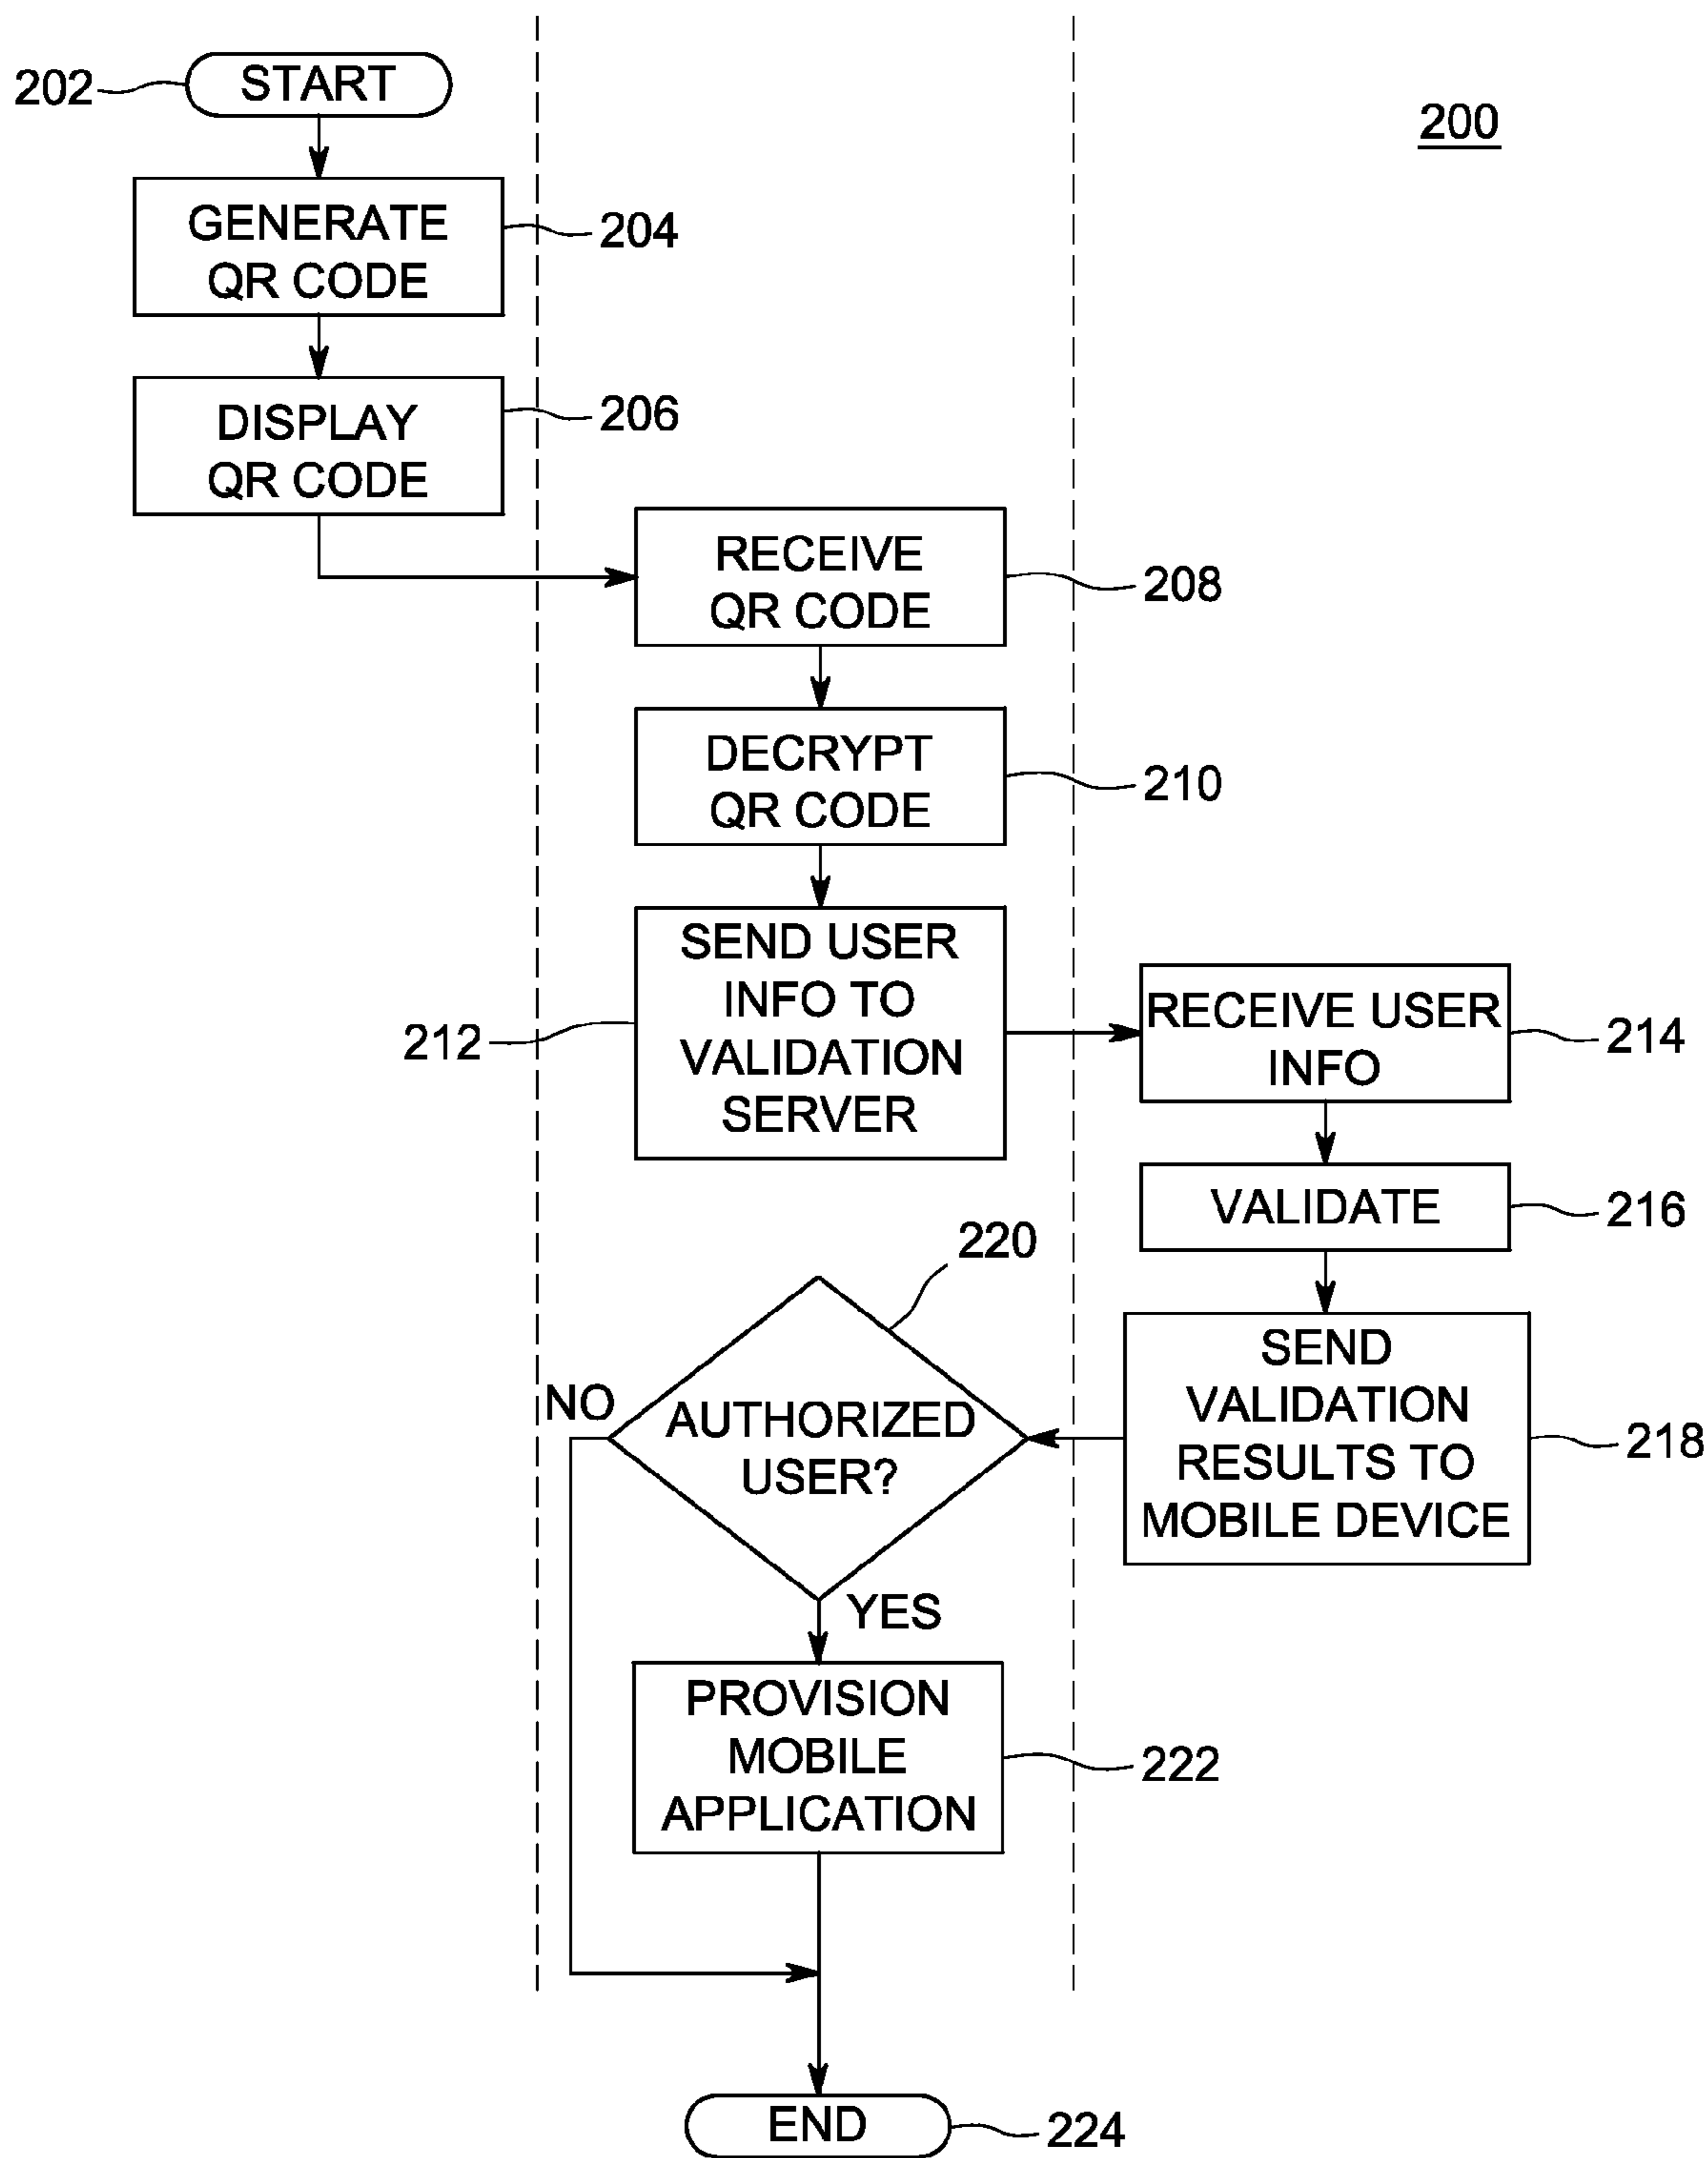 202
START
200
GENERATE
QR CODE
204
DISPLAY
QR CODE
206
RECEIVE
QR CODE
208
DECRYPT
QR CODE
210
SEND USER
INFO TO
VALIDATION
SERVER
212
RECEIVE USER
INFO
214
VALIDATE
216
SEND
VALIDATION
RESULTS TO
MOBILE DEVICE
218
220
AUTHORIZED
USER?
NO
YES
PROVISION
MOBILE
APPLICATION
222
END
224